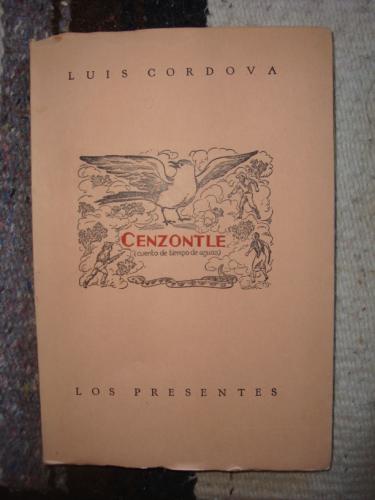 LUIS CORDOVA
CENZONTLE
(cuento de tiempo de aguas)
LOS PRESENTES